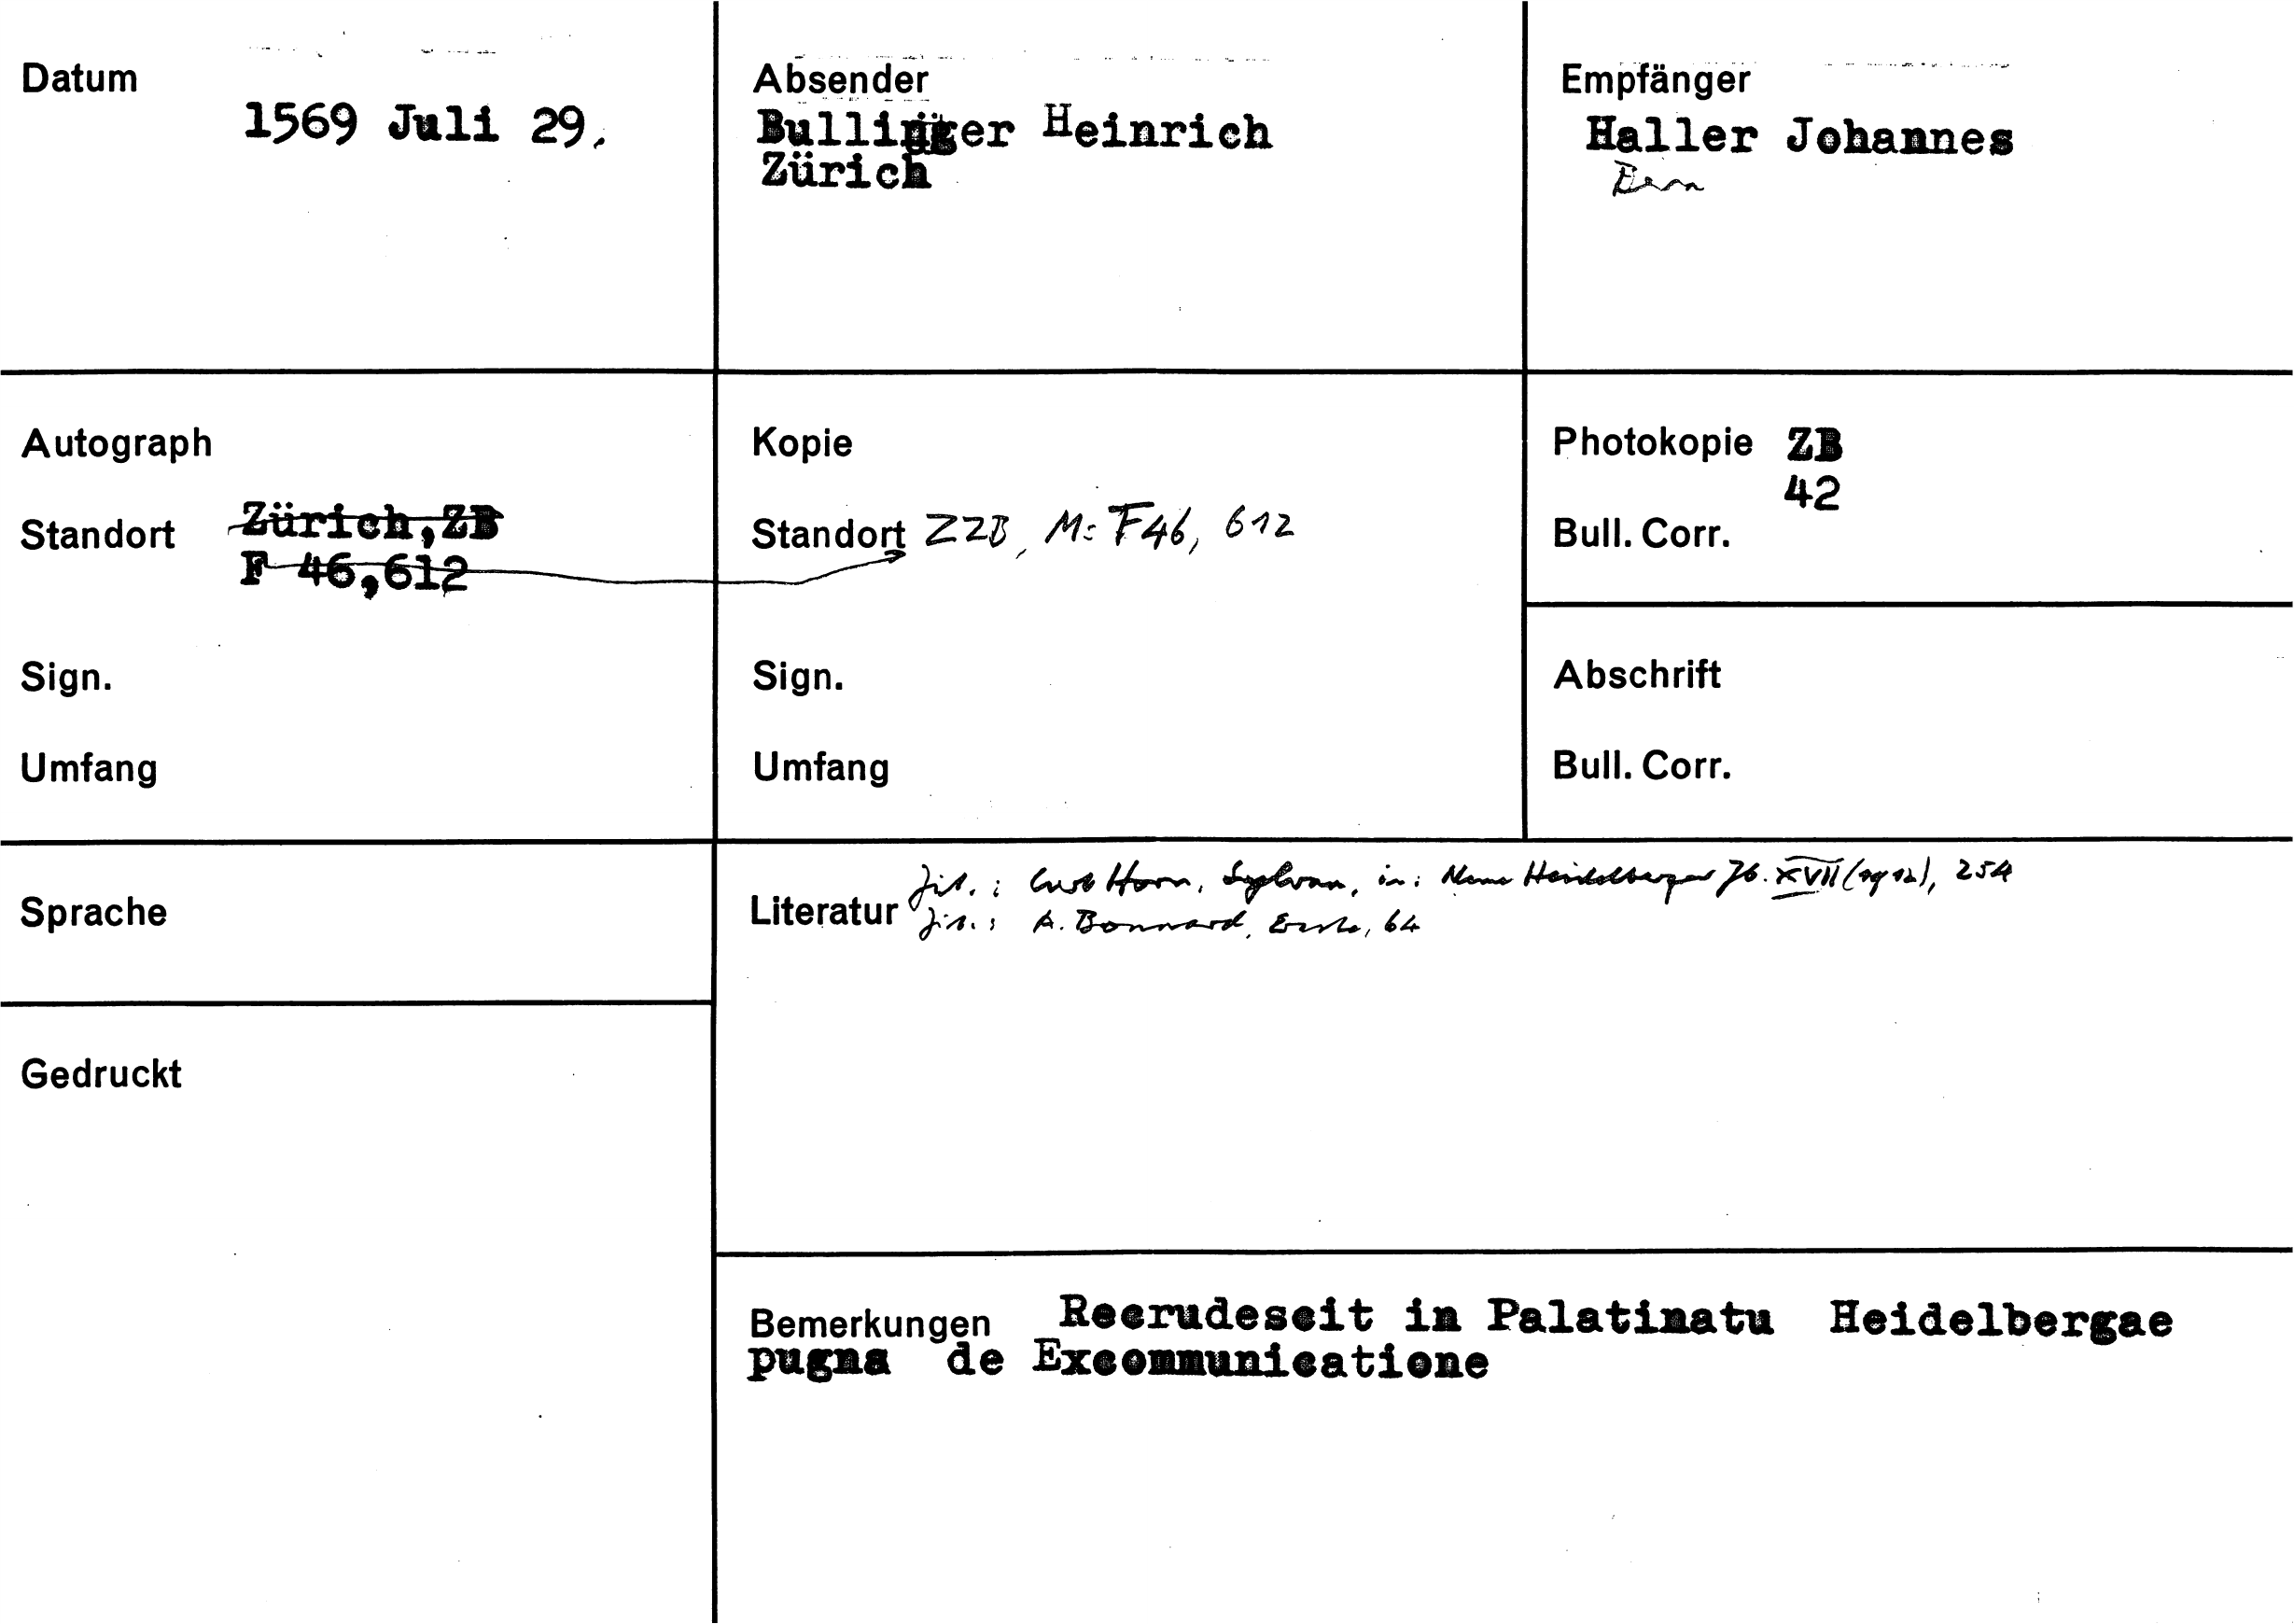 Datum
1569 Juli 29.
Absender
Bullinger Heinrich
Zürich
Empfänger
Haller Johannes
Bern
Autograph
Standort Zürich,ZB
F 46,612
Sign.
Umfang
Kopie
Standort ZZB, Ms F46, 612
Sign.
Umfang
Photokopie ZB
42
Bull. Corr.
Abschrift
Bull. Corr.
Sprache
Literatur Zit.: Curt Horn, Sylvan, in: Neue Heidelberger Jb. XVII (1912), 254
Zit.: A. Bonnard, Eraste, 64
Gedruckt
Bemerkungen Recrudescit in Palatinatu Heidelbergae
pugna de Excommunicatione